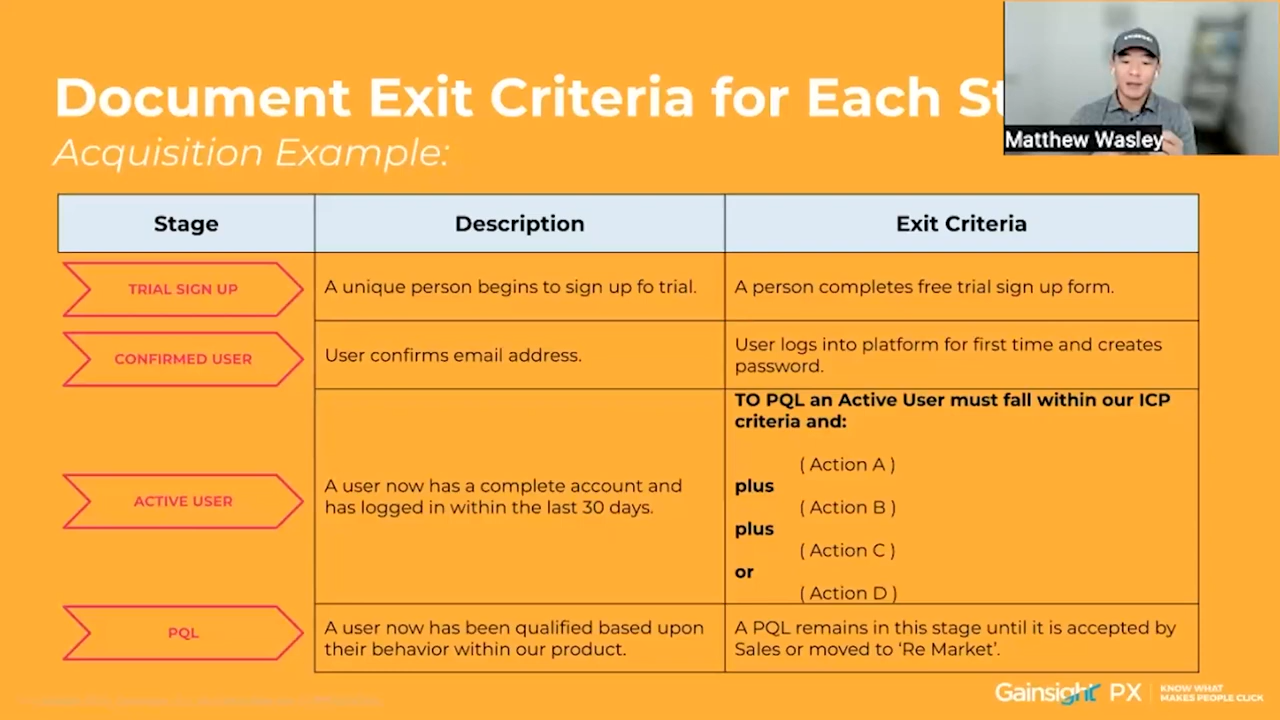 Document Exit Criteria for Each St
Acquisition Example:
Matthew Wasley
Stage
Description
Exit Criteria
TRIAL SIGN UP
A unique person begins to sign up fo trial.
A person completes free trial sign up form.
CONFIRMED USER
User confirms email address.
User logs into platform for first time and creates
password.
ACTIVE USER
A user now has a complete account and
has logged in within the last 30 days.
TO PQL an Active User must fall within our ICP
criteria and:
( Action A )
plus
( Action B )
plus
( Action C )
or
( Action D )
PQL
A user now has been qualified based upon
their behavior within our product.
A PQL remains in this stage until it is accepted by
Sales or moved to ‘Re Market’.
Gainsight PX
KNOW WHAT
MAKES PEOPLE CLICK